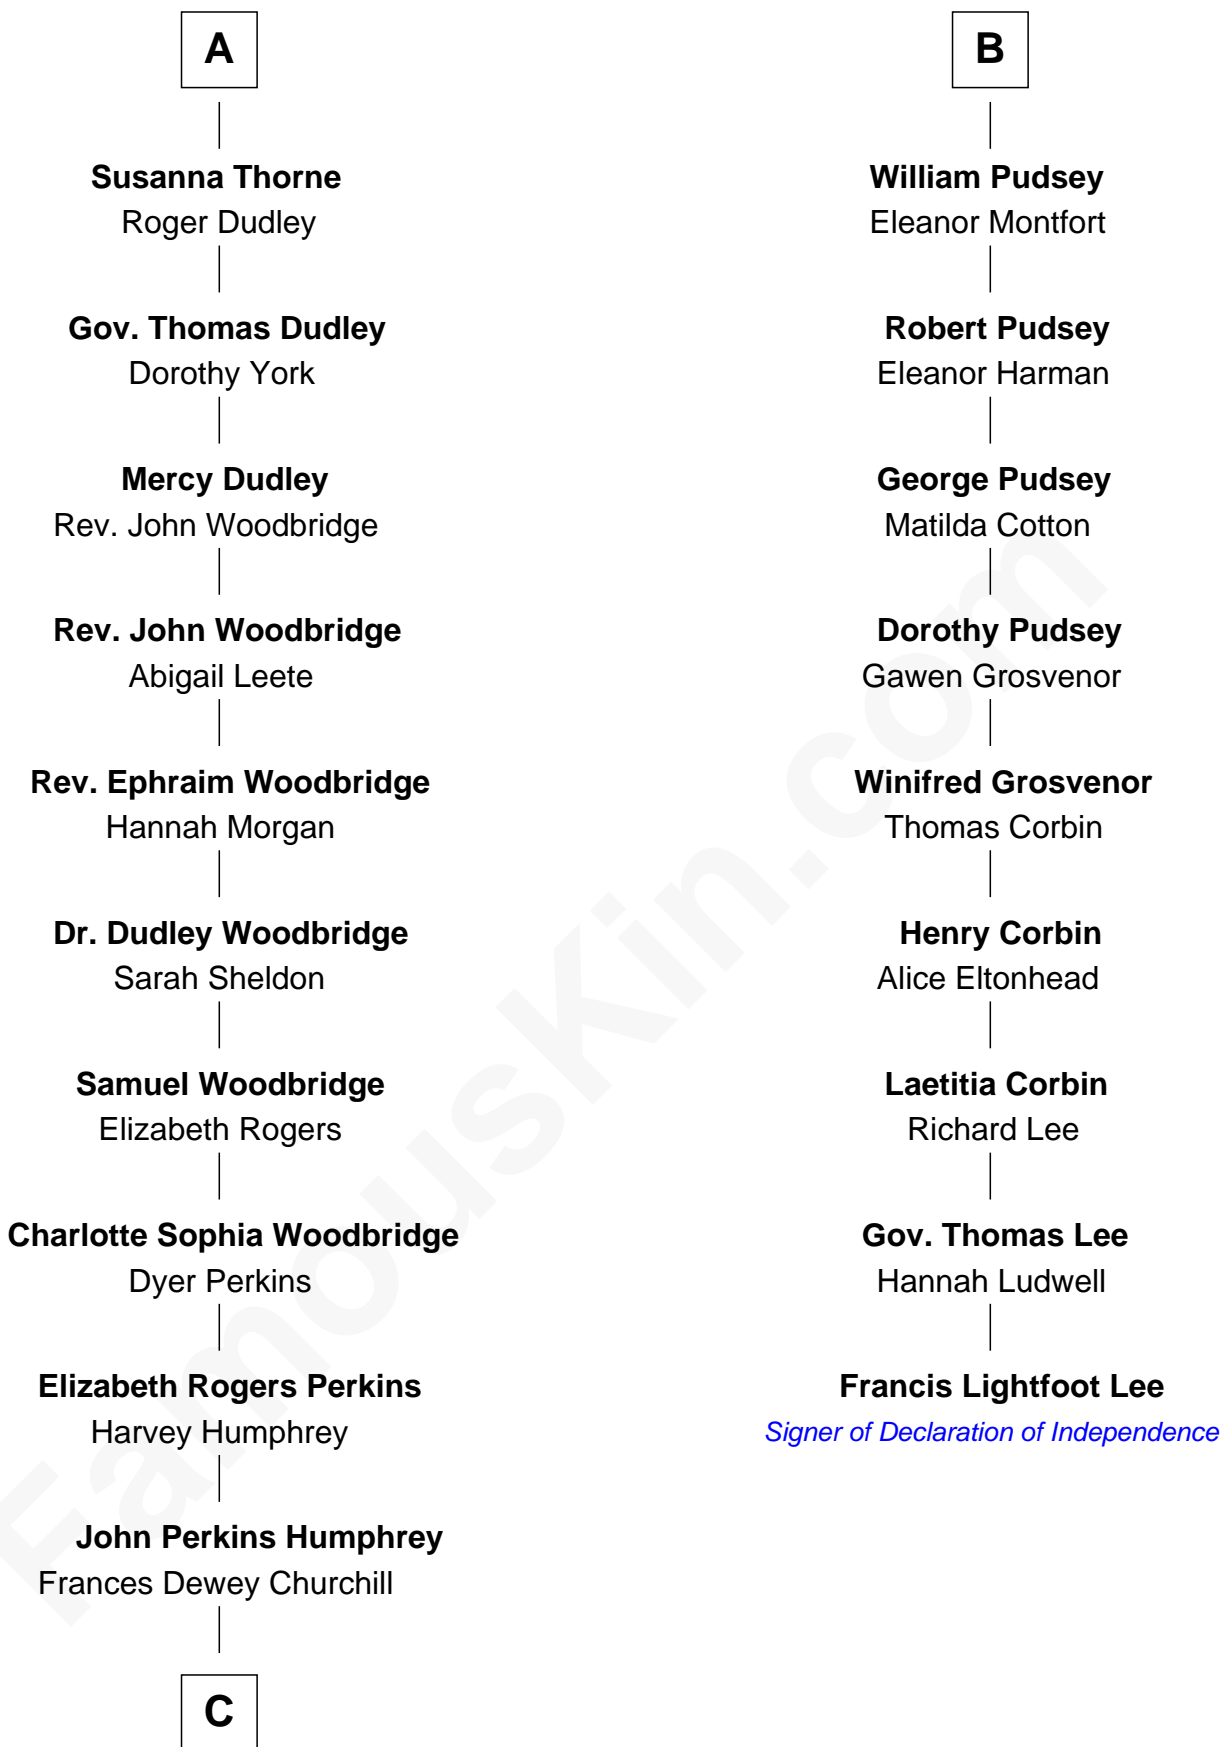 A
Susanna Thorne
Roger Dudley
Gov. Thomas Dudley
Dorothy York
Mercy Dudley
Rev. John Woodbridge
Rev. John Woodbridge
Abigail Leete
Rev. Ephraim Woodbridge
Hannah Morgan
Dr. Dudley Woodbridge
Sarah Sheldon
Samuel Woodbridge
Elizabeth Rogers
Charlotte Sophia Woodbridge
Dyer Perkins
Elizabeth Rogers Perkins
Harvey Humphrey
John Perkins Humphrey
Frances Dewey Churchill
C
B
William Pudsey
Eleanor Montfort
Robert Pudsey
Eleanor Harman
George Pudsey
Matilda Cotton
Dorothy Pudsey
Gawen Grosvenor
Winifred Grosvenor
Thomas Corbin
Henry Corbin
Alice Eltonhead
Laetitia Corbin
Richard Lee
Gov. Thomas Lee
Hannah Ludwell
Francis Lightfoot Lee
Signer of Declaration of Independence
FamousKin.com